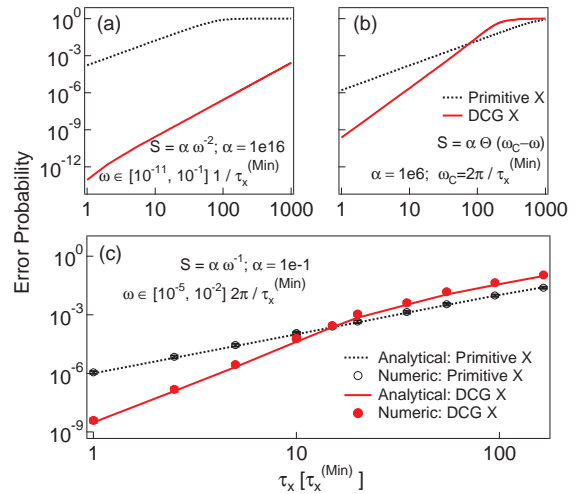 (a)
10^0
10^-3
10^-6
10^-9
10^-12
S = α ω^-2; α = 1e16
ω ∈ [10^-11, 10^-1] 1 / τ_x^(Min)
1 10 100 1000
(b)
Primitive X
DCG X
S = α Θ (ω_C–ω)
α = 1e6; ω_C=2π / τ_x^(Min)
1 10 100 1000
Error Probability
(c)
10^0
10^-3
10^-6
10^-9
S = α ω^-1; α = 1e-1
ω ∈ [10^-5, 10^-2] 2π / τ_x^(Min)
Analytical: Primitive X
Numeric: Primitive X
Analytical: DCG X
Numeric: DCG X
1 10 100
τ_x [τ_x^(Min)]